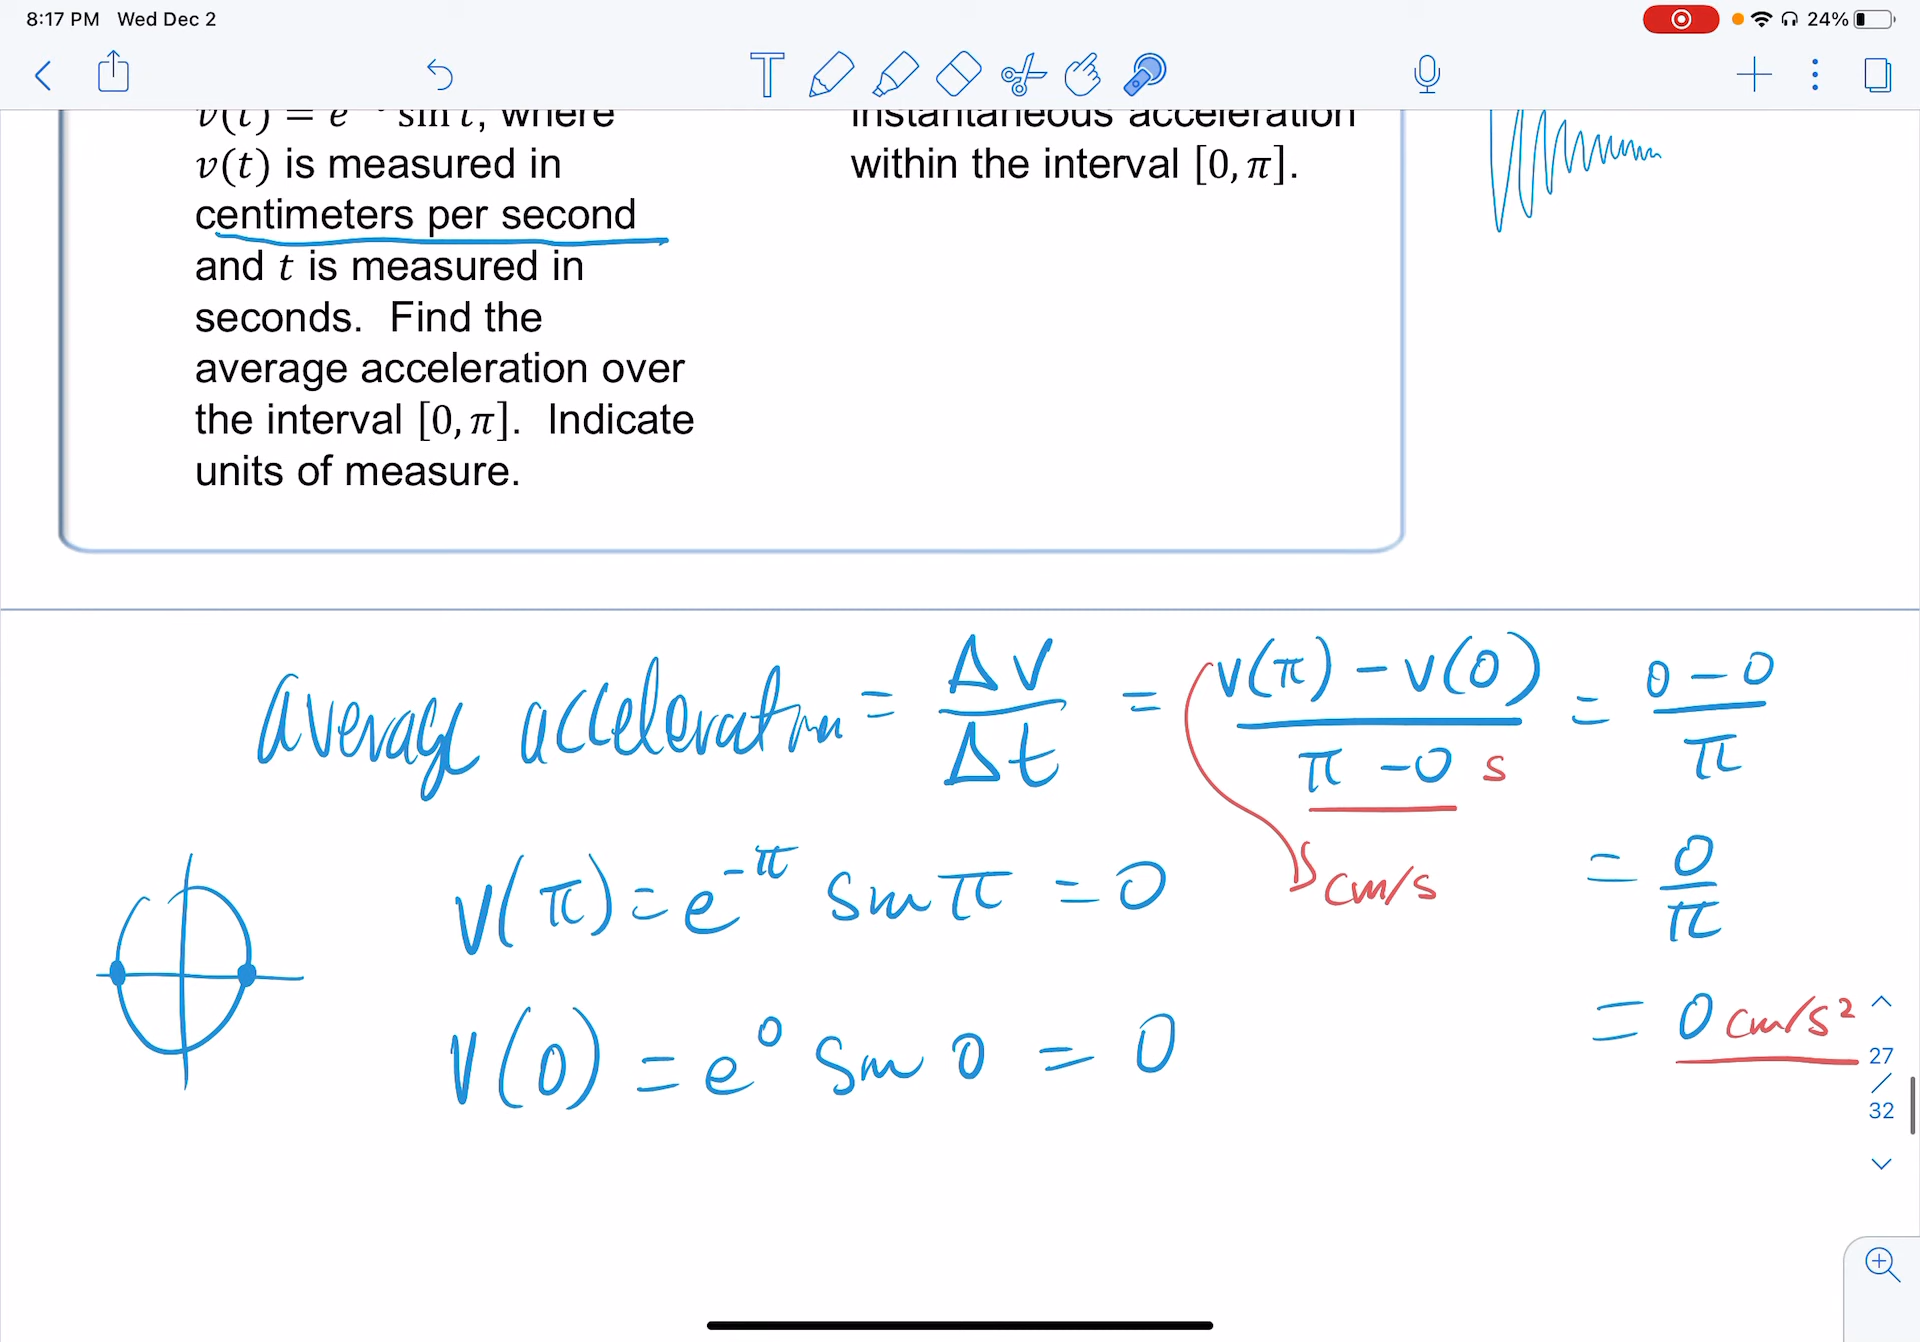 8:17 PM Wed Dec 2
24%
v(t) = e sin t, where
v(t) is measured in
centimeters per second
and t is measured in
seconds. Find the
average acceleration over
the interval [0, π]. Indicate
units of measure.
instantaneous acceleration
within the interval [0, π].
average acceleration = Δv/Δt = (v(π) - v(0))/(π - 0 s) = (0 - 0)/π
cm/s
= 0/π
= 0 cm/s²
v(π) = e^-π sin π = 0
v(0) = e^0 sin 0 = 0
27
/
32